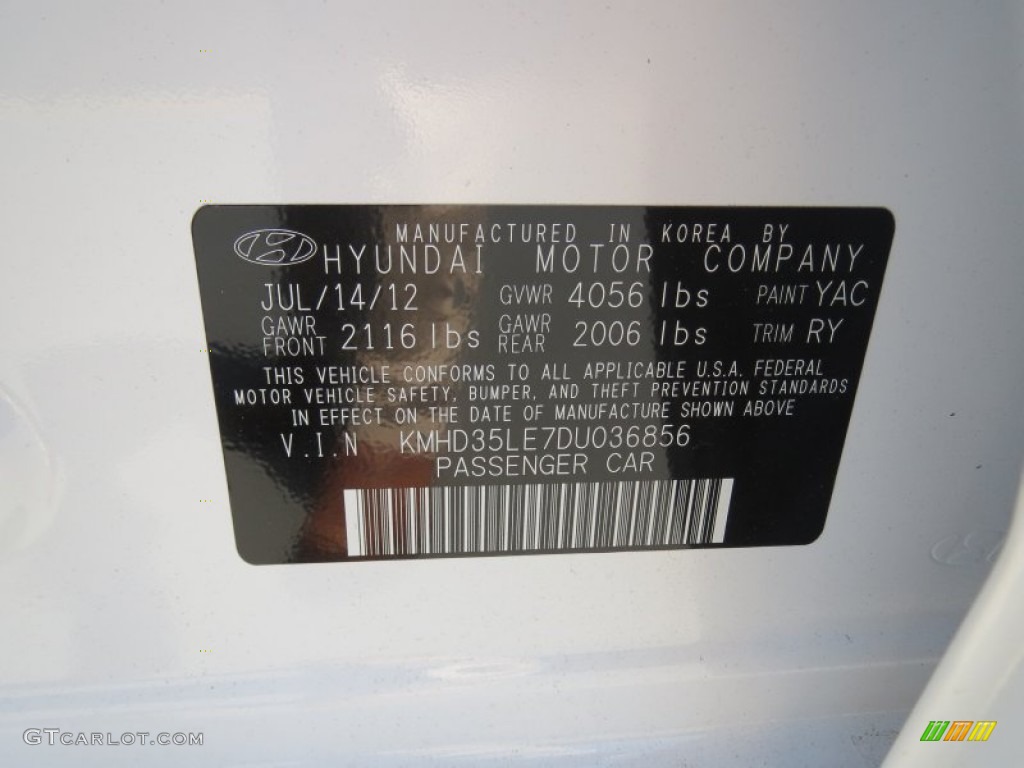 MANUFACTURED IN KOREA BY
HYUNDAI MOTOR COMPANY
JUL/14/12 GVWR 4056 lbs PAINT YAC
GAWR FRONT 2116 lbs GAWR REAR 2006 lbs TRIM RY
THIS VEHICLE CONFORMS TO ALL APPLICABLE U.S.A. FEDERAL
MOTOR VEHICLE SAFETY, BUMPER, AND THEFT PREVENTION STANDARDS
IN EFFECT ON THE DATE OF MANUFACTURE SHOWN ABOVE
V.I.N KMHD35LE7DU036856
PASSENGER CAR
GTCARLOT.COM